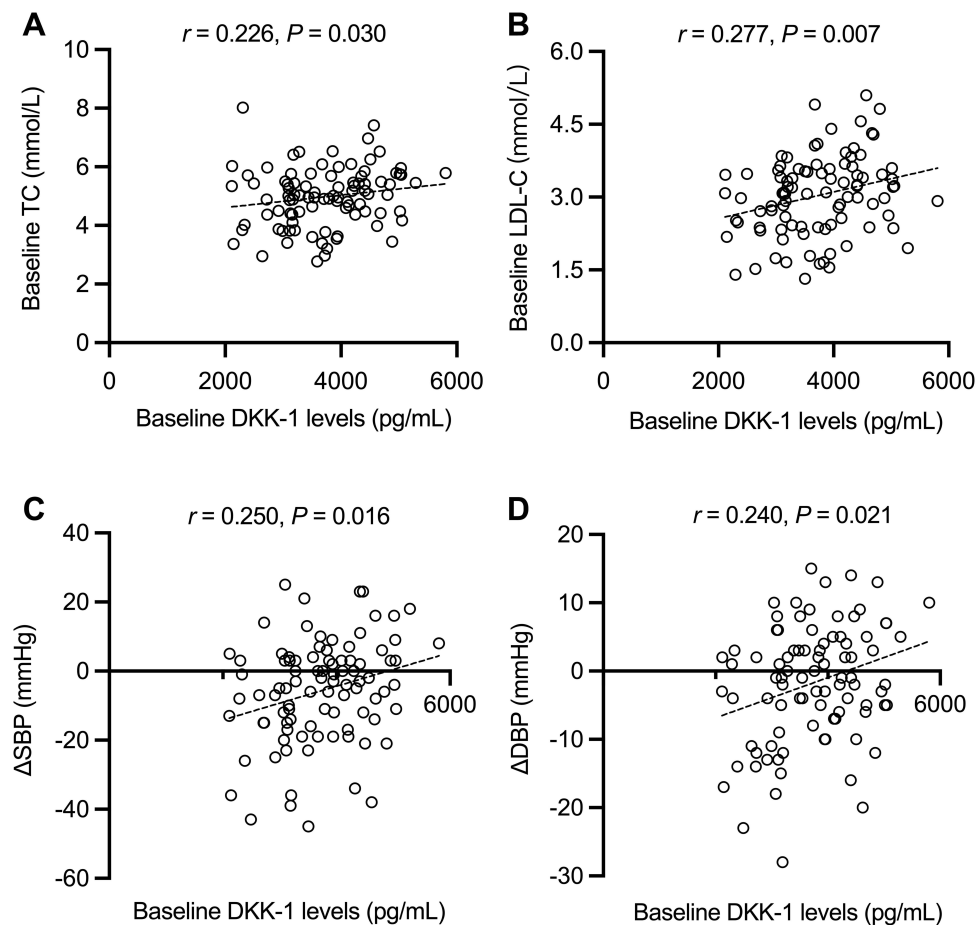 A
r = 0.226, P = 0.030
Baseline TC (mmol/L)
10
8
6
4
2
0
0 2000 4000 6000
Baseline DKK-1 levels (pg/mL)
B
r = 0.277, P = 0.007
Baseline LDL-C (mmol/L)
6.0
4.5
3.0
1.5
0.0
0 2000 4000 6000
Baseline DKK-1 levels (pg/mL)
C
r = 0.250, P = 0.016
ΔSBP (mmHg)
40
20
0
-20
-40
-60
6000
Baseline DKK-1 levels (pg/mL)
D
r = 0.240, P = 0.021
ΔDBP (mmHg)
20
10
0
-10
-20
-30
6000
Baseline DKK-1 levels (pg/mL)